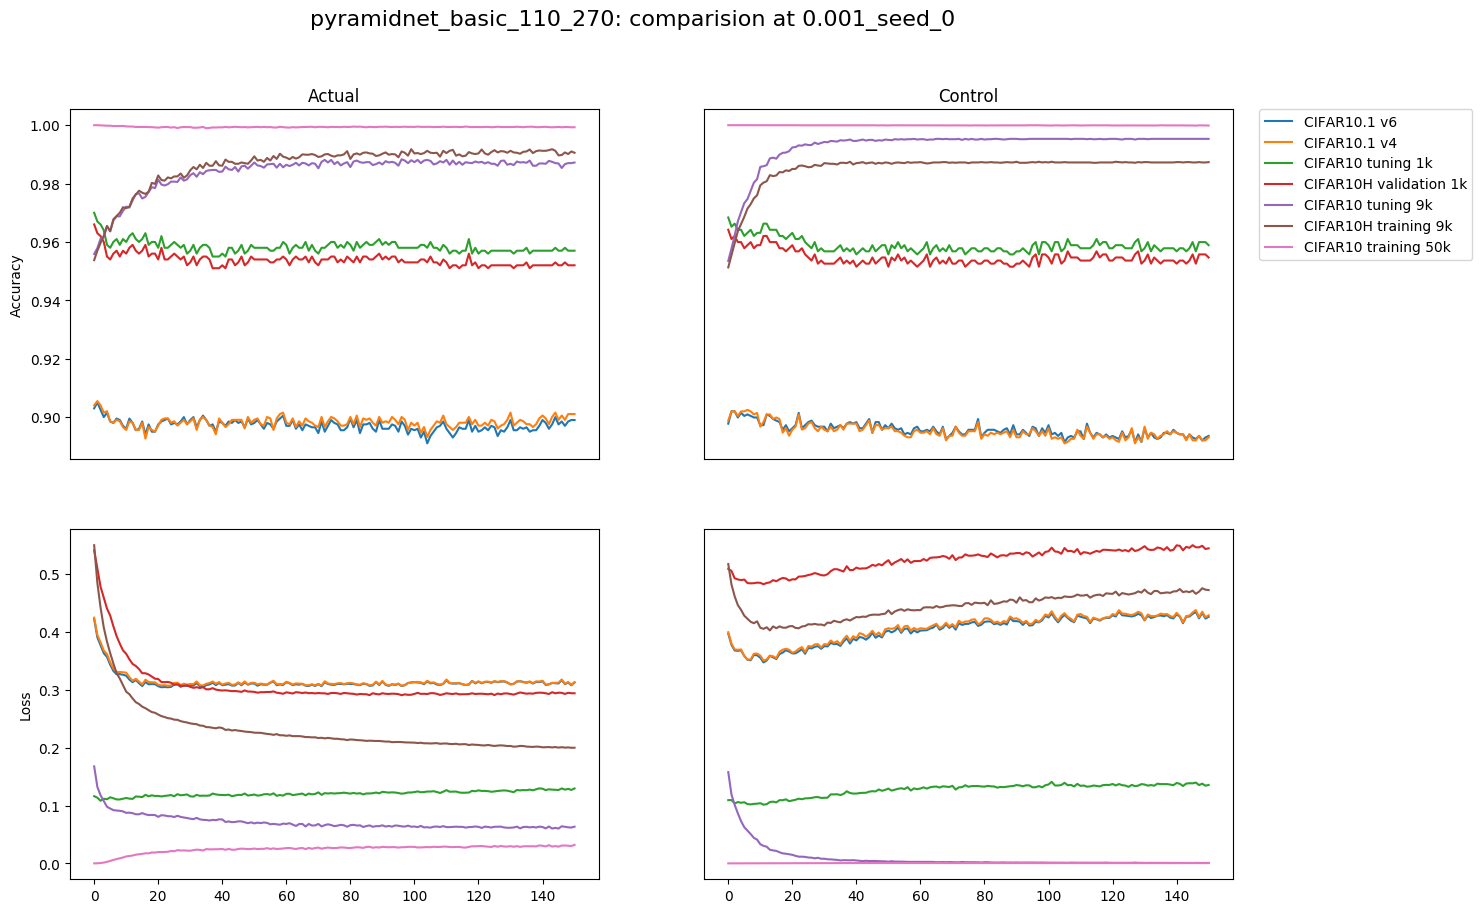 pyramidnet_basic_110_270: comparision at 0.001_seed_0
Actual
Control
Accuracy
1.00
0.98
0.96
0.94
0.92
0.90
CIFAR10.1 v6
CIFAR10.1 v4
CIFAR10 tuning 1k
CIFAR10H validation 1k
CIFAR10 tuning 9k
CIFAR10H training 9k
CIFAR10 training 50k
Loss
0.5
0.4
0.3
0.2
0.1
0.0
0 20 40 60 80 100 120 140
0 20 40 60 80 100 120 140